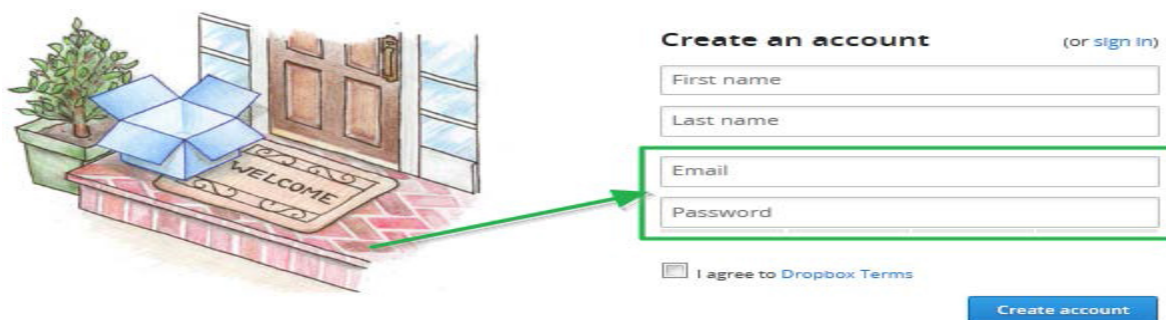 WELCOME
Create an account (or sign in)
First name
Last name
Email
Password
I agree to Dropbox Terms
Create account